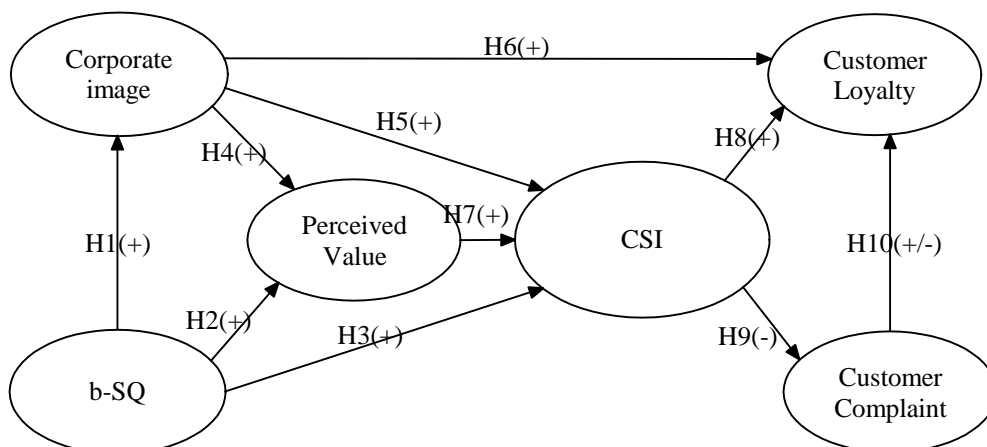 H6(+)
Corporate
image
Customer
Loyalty
H5(+)
H4(+)
H8(+)
Perceived
Value
H7(+)
CSI
H1(+)
H10(+/-)
H2(+)
H3(+)
H9(-)
b-SQ
Customer
Complaint